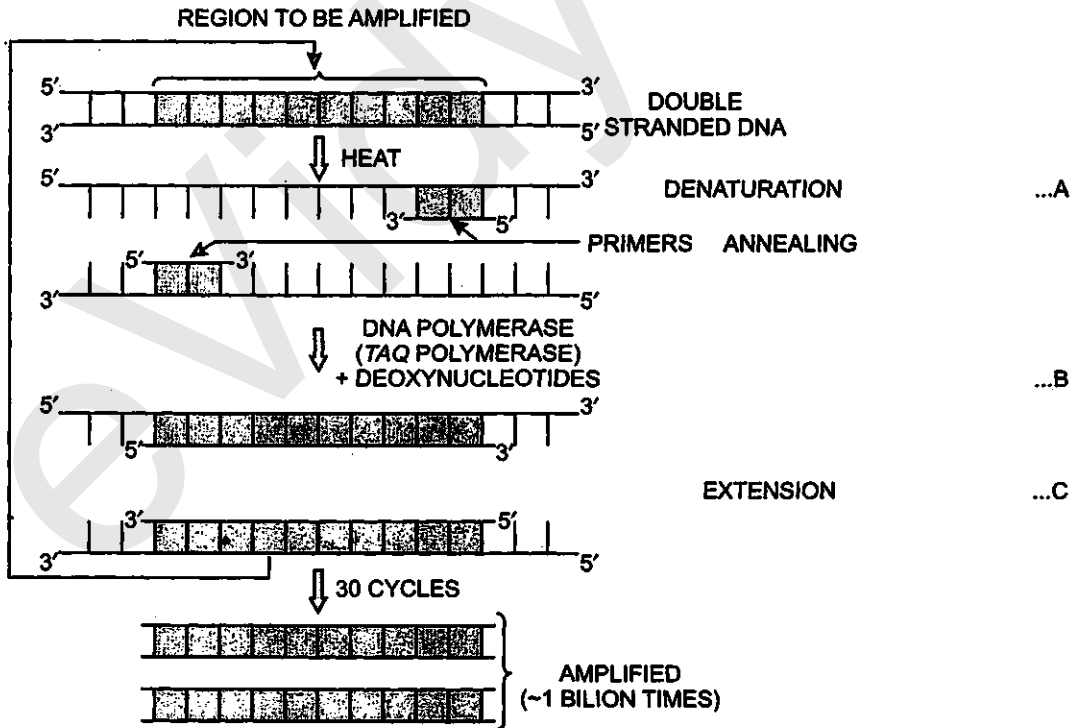 REGION TO BE AMPLIFIED
5′ 3′
DOUBLE
3′ 5′ STRANDED DNA
HEAT
5′ 3′ DENATURATION ...A
3′ 5′
PRIMERS ANNEALING
5′ 3′
3′ 5′
DNA POLYMERASE
(TAQ POLYMERASE)
+ DEOXYNUCLEOTIDES ...B
5′ 3′
5′ 3′
EXTENSION ...C
3′ 5′
3′ 5′
30 CYCLES
AMPLIFIED
(~1 BILION TIMES)
eVidy